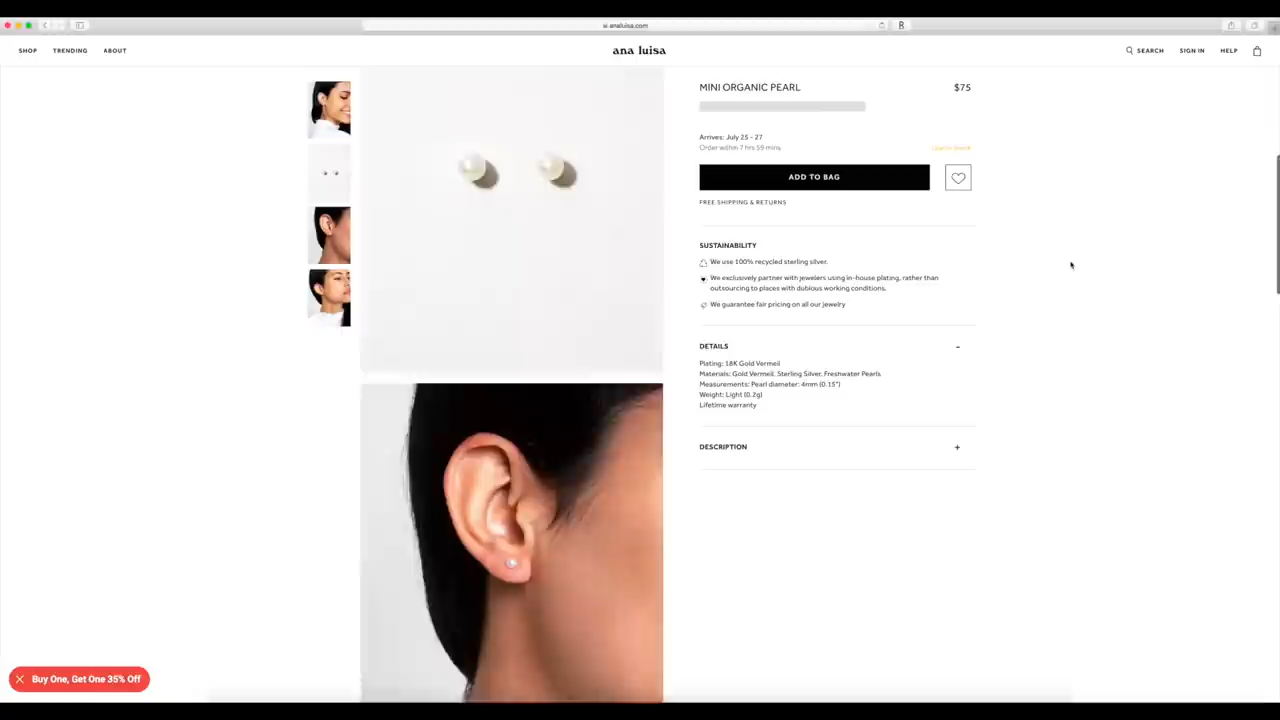 analuisa.com
SHOP TRENDING ABOUT
ana luisa
SEARCH SIGN IN HELP
MINI ORGANIC PEARL $75
Arrives: July 25 - 27
Order within 7 hrs 59 mins
ADD TO BAG
FREE SHIPPING & RETURNS
SUSTAINABILITY
We use 100% recycled sterling silver.
We exclusively partner with jewelers using in-house plating, rather than
outsourcing to places with dubious working conditions.
We guarantee fair pricing on all our jewelry
DETAILS -
Plating: 18K Gold Vermeil
Materials: Gold Vermeil, Sterling Silver, Freshwater Pearls
Measurements: Pearl diameter: 4mm (0.15")
Weight: Light (0.2g)
Lifetime warranty
DESCRIPTION +
Buy One, Get One 35% Off